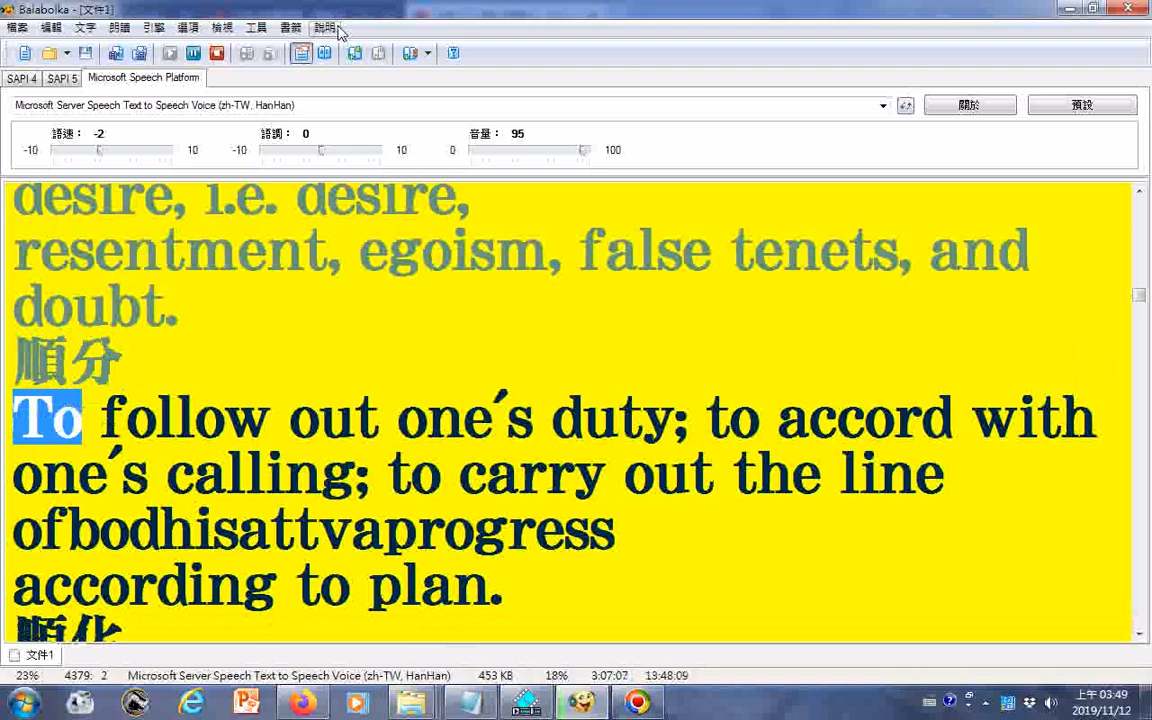 Balabolka - [文件1]
檔案 編輯 文字 朗讀 引擎 選項 檢視 工具 書籤 說明
SAPI 4 SAPI 5 Microsoft Speech Platform
Microsoft Server Speech Text to Speech Voice (zh-TW, HanHan) 關於 預設
語速： -2 語調： 0 音量： 95
-10 10 -10 10 0 100
desire, i.e. desire,
resentment, egoism, false tenets, and
doubt.
順分
To follow out one´s duty; to accord with
one´s calling; to carry out the line
ofbodhisattvaprogress
according to plan.
順化
文件1
23% 4379: 2 Microsoft Server Speech Text to Speech Voice (zh-TW, HanHan) 453 KB 18% 3:07:07 13:48:09
上午 03:49
2019/11/12